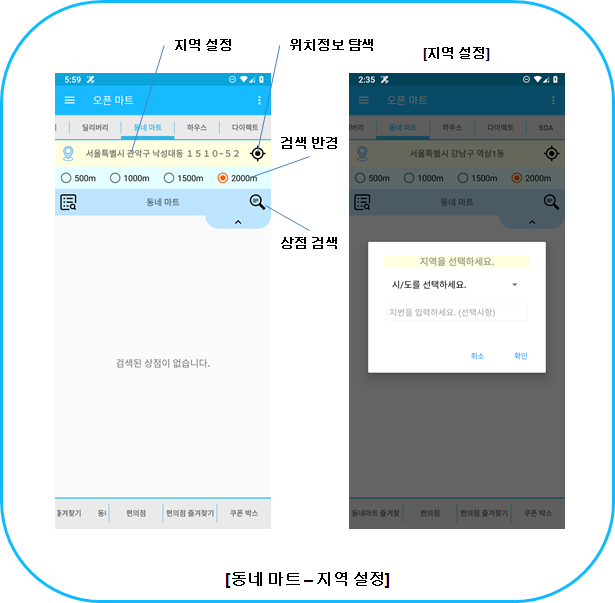 지역 설정
위치정보 탐색
[지역 설정]
5:59
오픈 마트
딜리버리 동네 마트 하우스 다이렉트
서울특별시 관악구 낙성대동 １５１０-５２
500m 1000m 1500m 2000m
동네 마트
검색된 상점이 없습니다.
즐겨찾기 동네 편의점 편의점 즐겨찾기 쿠폰 박스
검색 반경
상점 검색
2:35
오픈 마트
버리 동네 마트 하우스 다이렉트 SOA
서울특별시 강남구 역삼1동
500m 1000m 1500m 2000m
동네 마트
지역을 선택하세요.
시/도를 선택하세요.
지번을 입력하세요. (선택사항)
취소 확인
동네마트 즐겨찾 편의점 편의점 즐겨찾기 쿠폰 박스
[동네 마트 – 지역 설정]